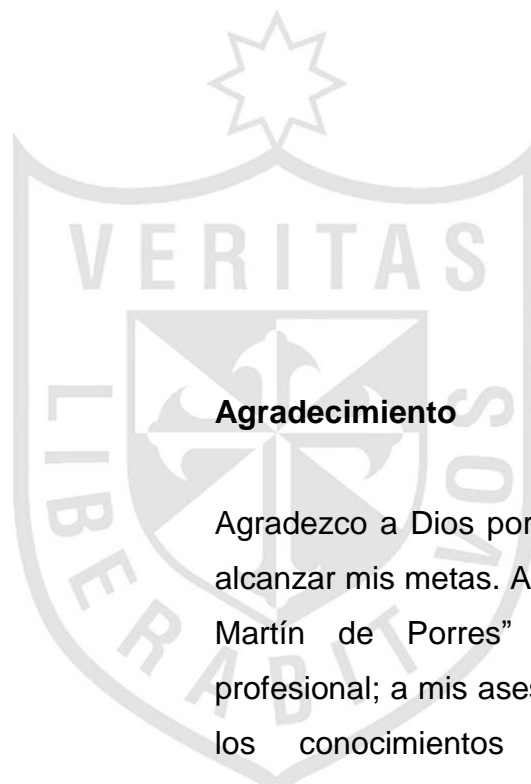 VERITAS
LIBERABIT VOS
Agradecimiento
Agradezco a Dios por
alcanzar mis metas. A
Martín de Porres”
profesional; a mis ases
los conocimientos